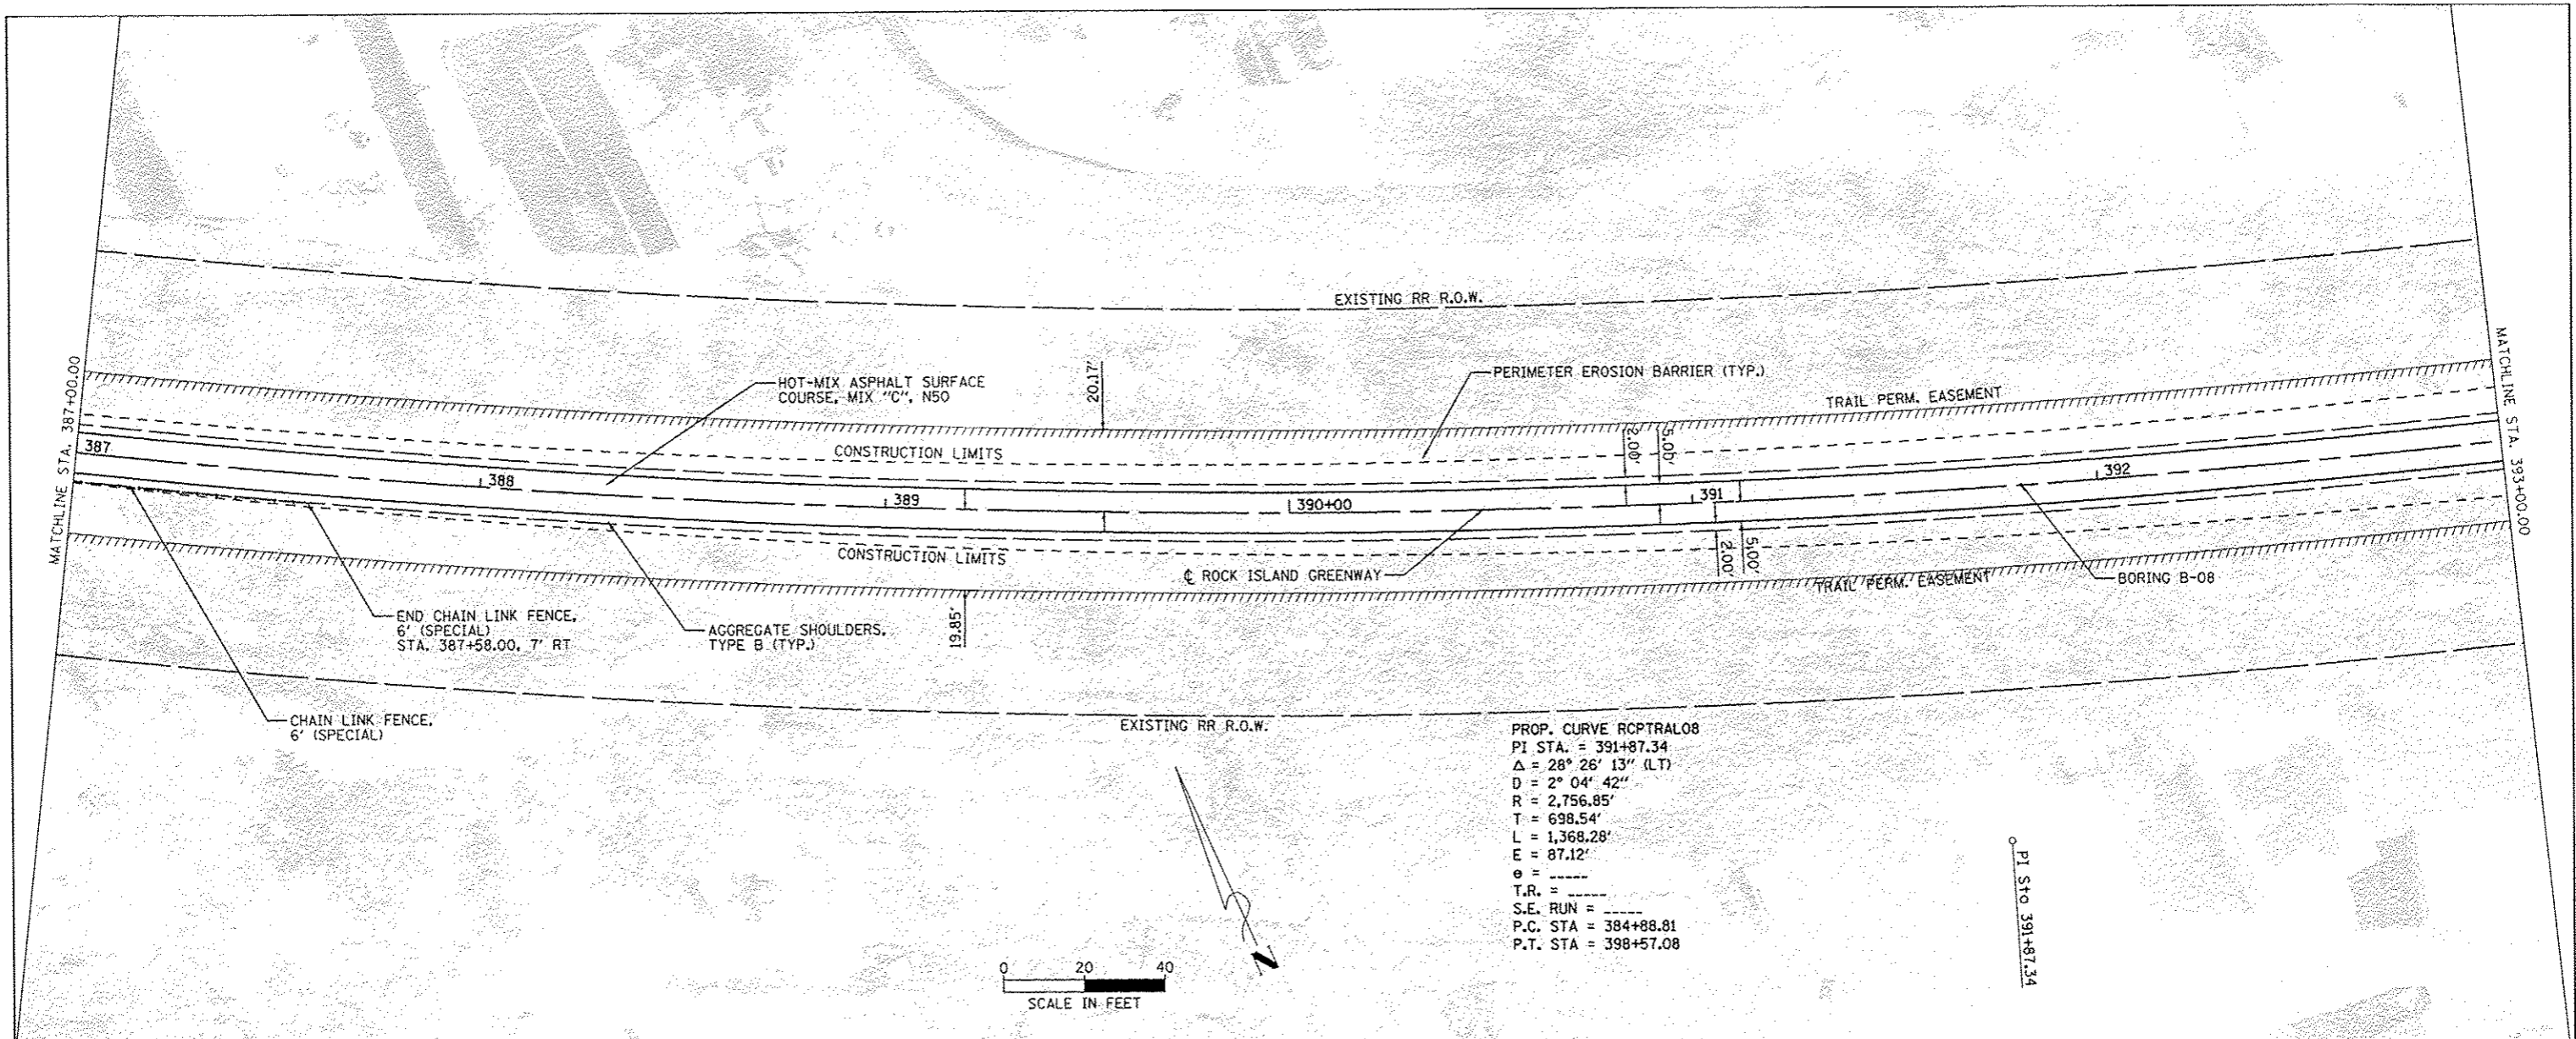 MATCHLINE STA. 387+00.00
MATCHLINE STA. 393+00.00
EXISTING RR R.O.W.
HOT-MIX ASPHALT SURFACE
COURSE, MIX "C", N50
20.17'
PERIMETER EROSION BARRIER (TYP.)
TRAIL PERM. EASEMENT
CONSTRUCTION LIMITS
2.00'
5.00'
387
388
389
390+00
391
392
CONSTRUCTION LIMITS
℄ ROCK ISLAND GREENWAY
2.00'
5.00'
TRAIL PERM. EASEMENT
BORING B-08
END CHAIN LINK FENCE,
6' (SPECIAL)
STA. 387+58.00, 7' RT
AGGREGATE SHOULDERS,
TYPE B (TYP.)
19.85'
CHAIN LINK FENCE,
6' (SPECIAL)
EXISTING RR R.O.W.
PROP. CURVE RCPTRAL08
PI STA. = 391+87.34
Δ = 28° 26' 13" (LT)
D = 2° 04' 42"
R = 2,756.85'
T = 698.54'
L = 1,368.28'
E = 87.12'
e = _____
T.R. = _____
S.E. RUN = _____
P.C. STA = 384+88.81
P.T. STA = 398+57.08
PI Sta 391+87.34
N
0 20 40
SCALE IN FEET